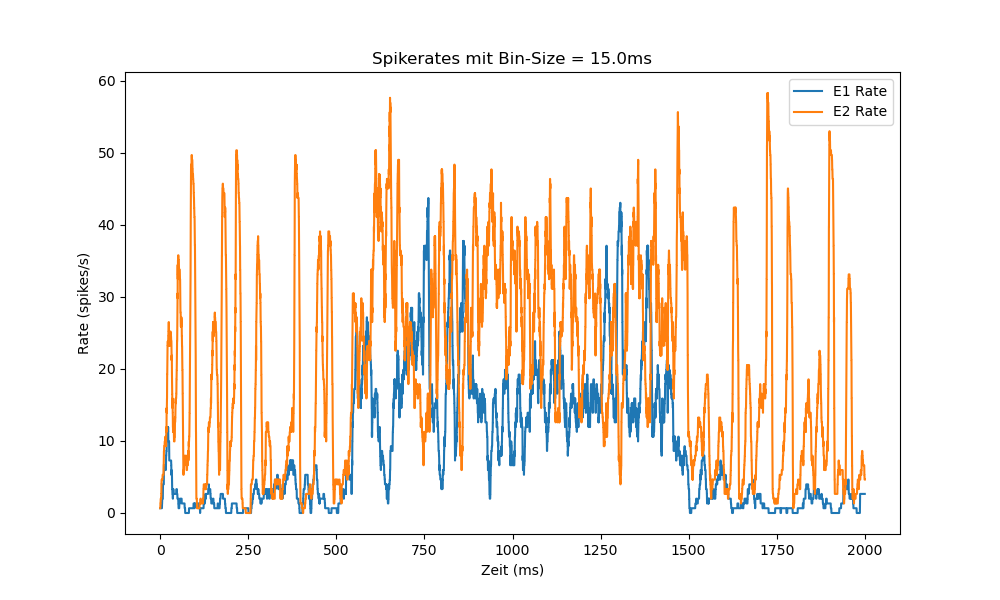 Spikerates mit Bin-Size = 15.0ms
E1 Rate
E2 Rate
Rate (spikes/s)
60
50
40
30
20
10
0
0 250 500 750 1000 1250 1500 1750 2000
Zeit (ms)